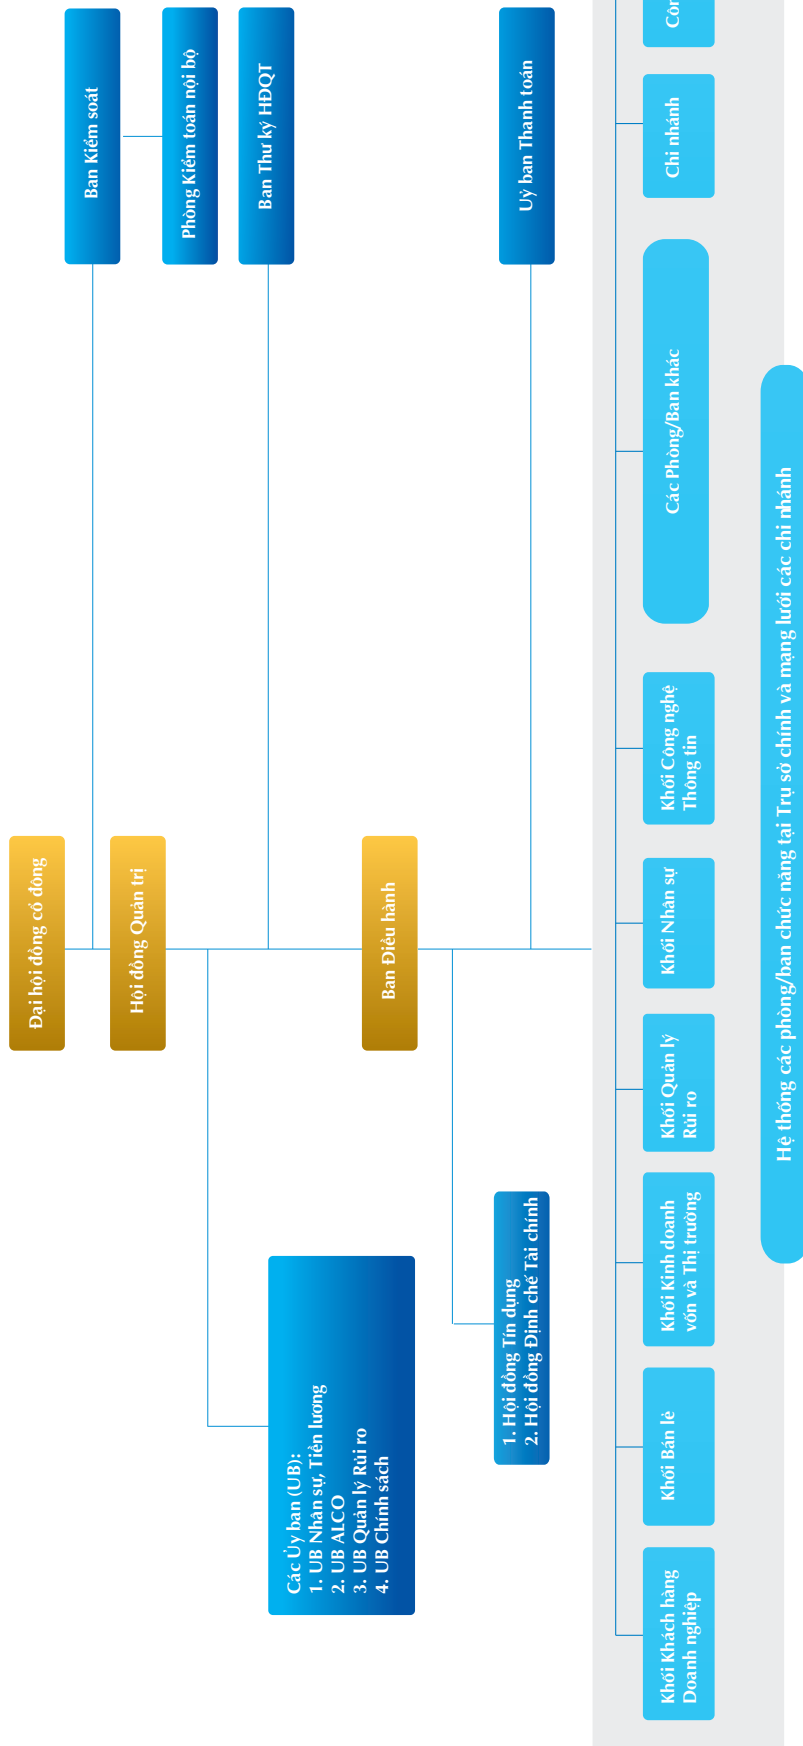 Đại hội đồng cổ đông
Ban Kiểm soát
Hội đồng Quản trị
Phòng Kiểm toán nội bộ
Ban Thư ký HĐQT
Các Ủy ban (UB):
1. UB Nhân sự, Tiền lương
2. UB ALCO
3. UB Quản lý Rủi ro
4. UB Chính sách
Ban Điều hành
1. Hội đồng Tín dụng
2. Hội đồng Định chế Tài chính
Uỷ ban Thanh toán
Khối Khách hàng
Doanh nghiệp
Khối Bán lẻ
Khối Kinh doanh
vốn và Thị trường
Khối Quản lý
Rủi ro
Khối Nhân sự
Khối Công nghệ
Thông tin
Các Phòng/Ban khác
Chi nhánh
Hệ thống các phòng/ban chức năng tại Trụ sở chính và mạng lưới các chi nhánh